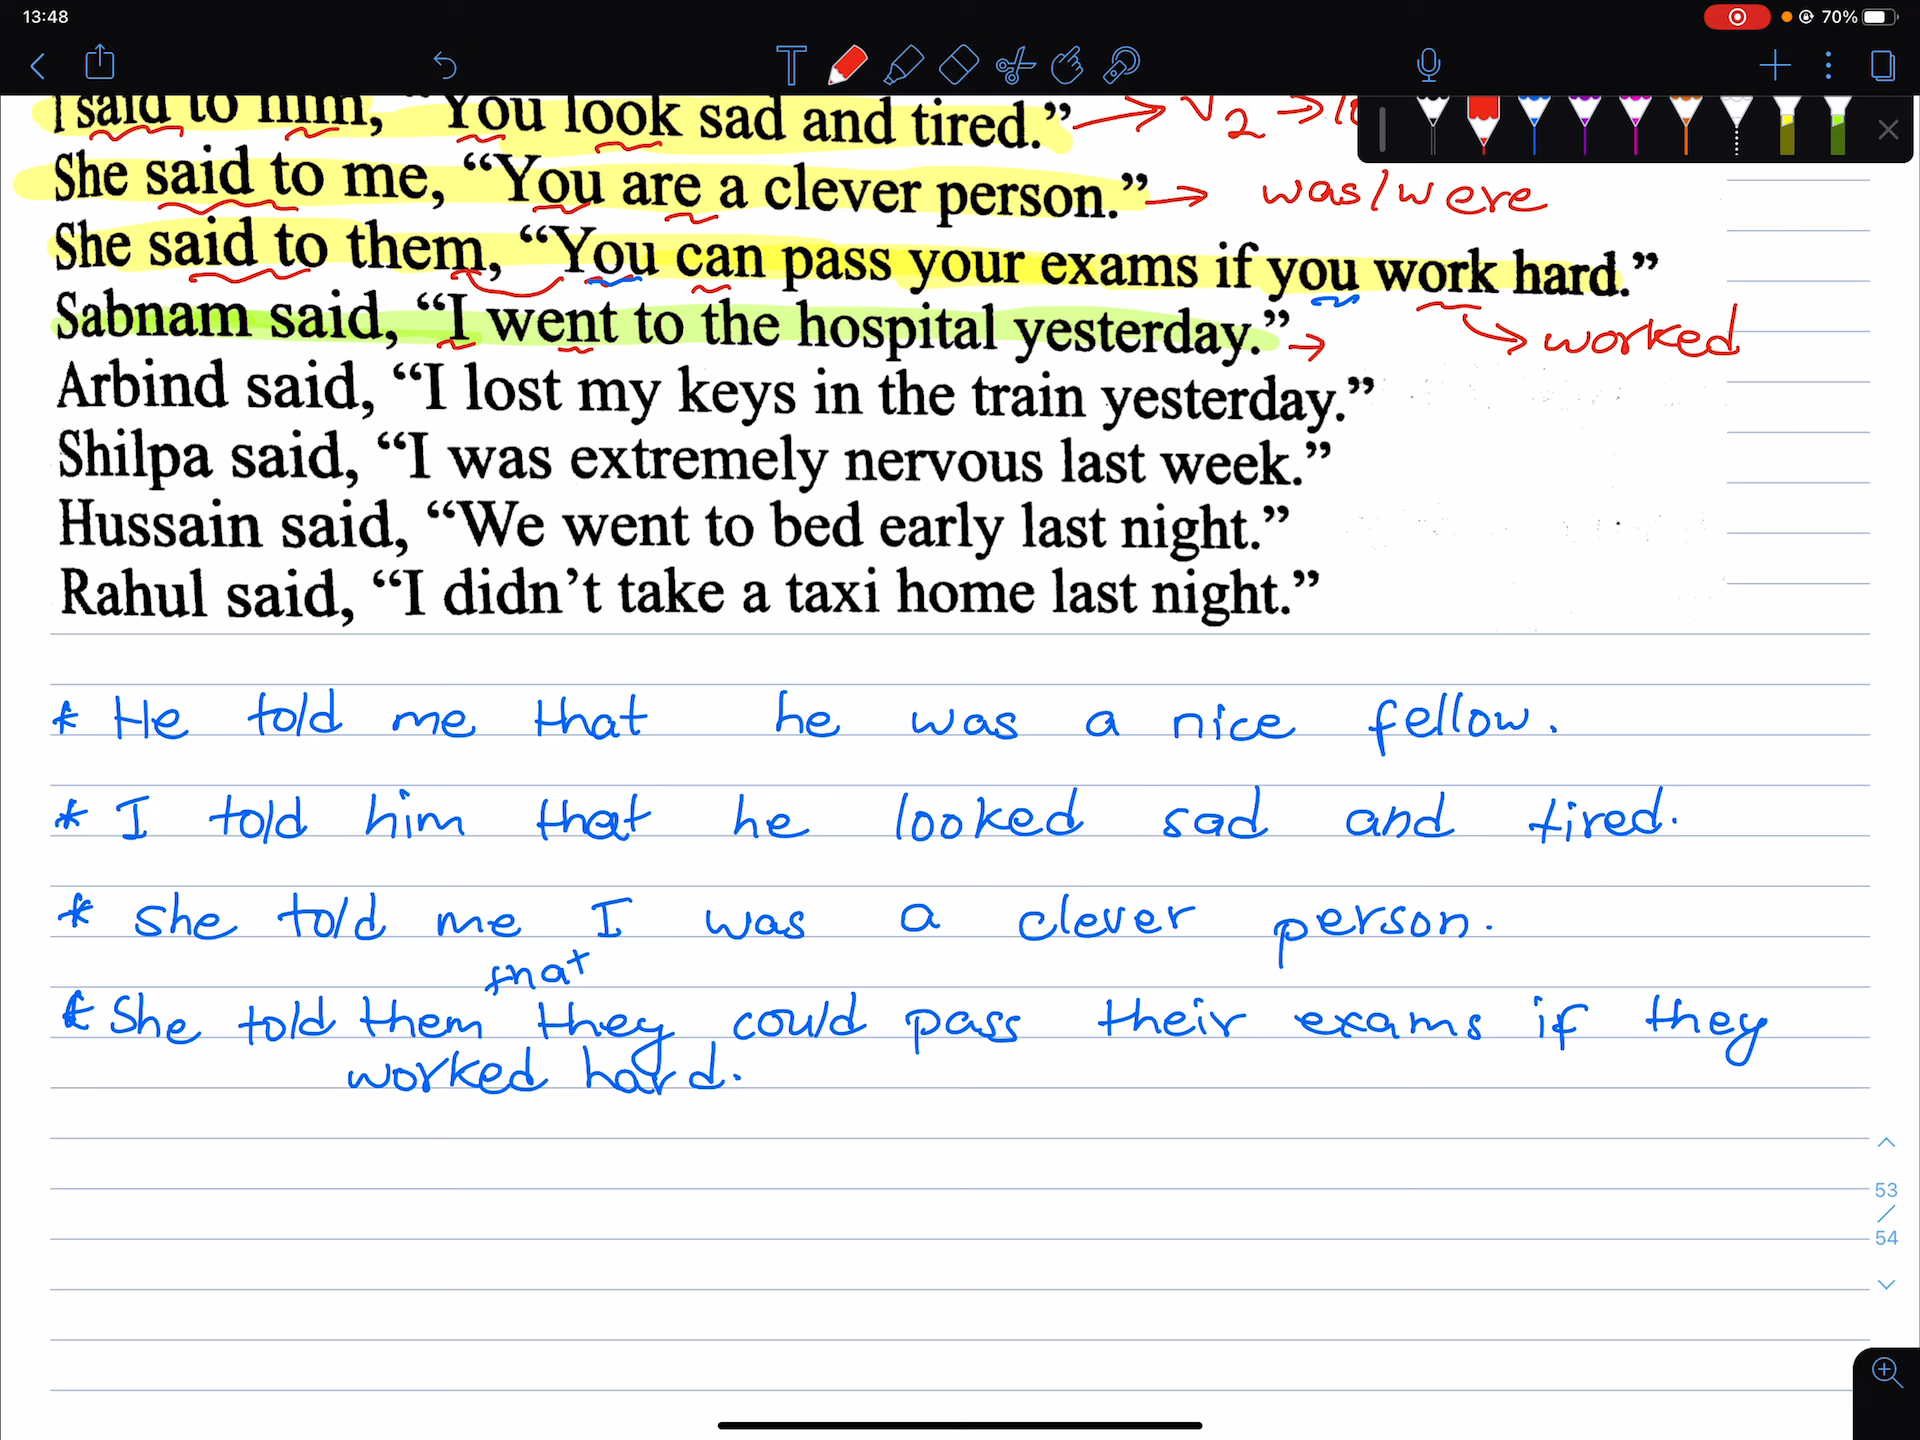 13:48
70%
I said to him, “You look sad and tired.” → V2 →
She said to me, “You are a clever person.” → was/were
She said to them, “You can pass your exams if you work hard.”
Sabnam said, “I went to the hospital yesterday.” → → worked
Arbind said, “I lost my keys in the train yesterday.”
Shilpa said, “I was extremely nervous last week.”
Hussain said, “We went to bed early last night.”
Rahul said, “I didn’t take a taxi home last night.”
* He told me that he was a nice fellow.
* I told him that he looked sad and tired.
* she told me I was a clever person.
that
* She told them they could pass their exams if they
worked hard.
53
/
54